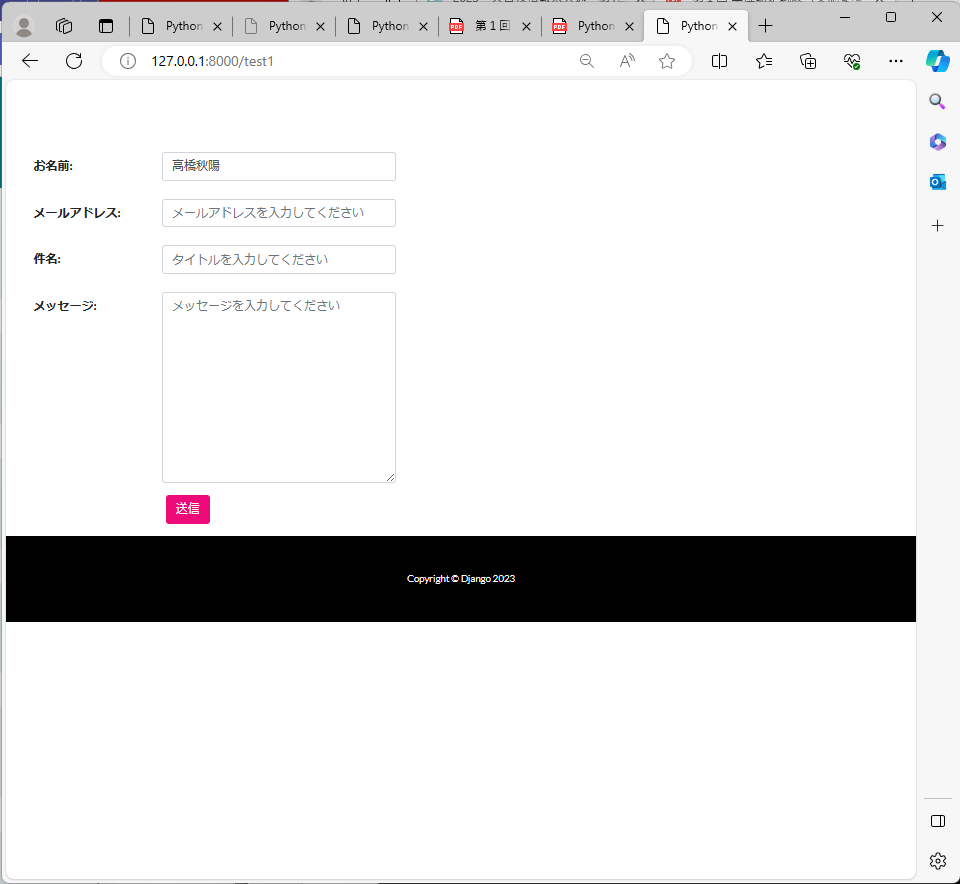 Python
Python
Python
第1回
Python
Python
127.0.0.1:8000/test1
お名前:
高橋秋陽
メールアドレス:
メールアドレスを入力してください
件名:
タイトルを入力してください
メッセージ:
メッセージを入力してください
送信
Copyright © Django 2023